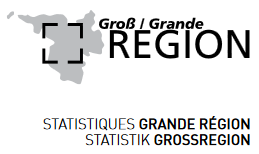 Groß / Grande
REGION
STATISTIQUES GRANDE RÉGION
STATISTIK GROSSREGION